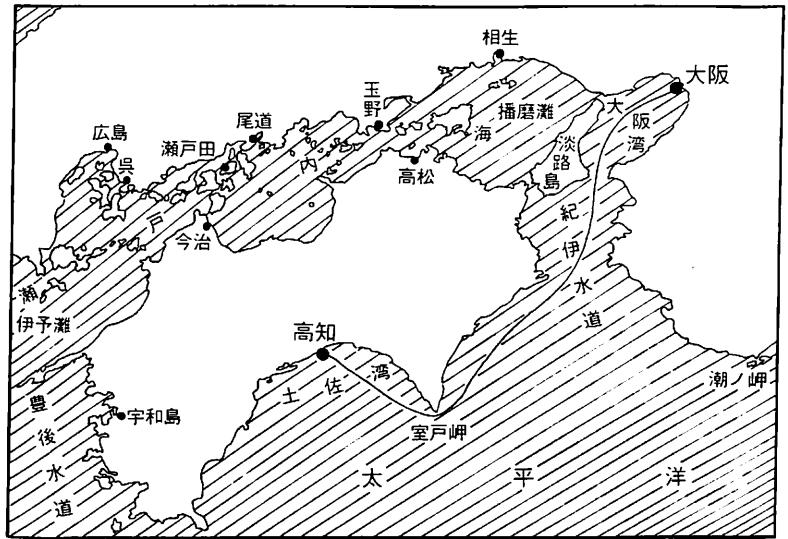 相生
大阪
玉野
播磨灘
大阪湾
広島
尾道
瀬戸田
呉
瀬戸内海
淡路島
高松
今治
紀伊水道
伊予灘
高知
土佐湾
潮ノ岬
豊後水道
宇和島
室戸岬
太平洋